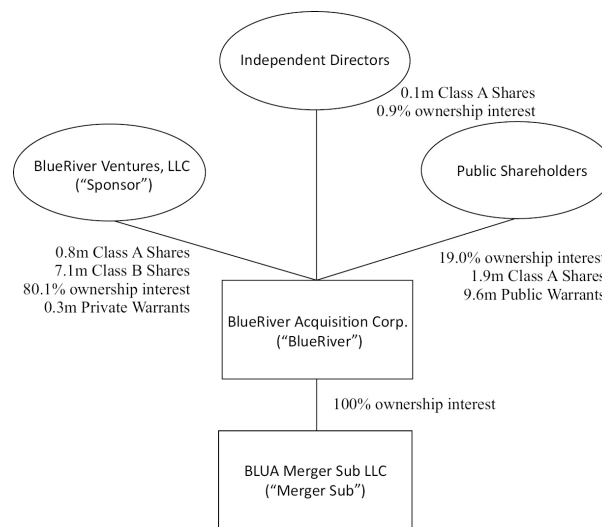 Independent Directors
0.1m Class A Shares
0.9% ownership interest
BlueRiver Ventures, LLC
(“Sponsor”)
Public Shareholders
0.8m Class A Shares
7.1m Class B Shares
80.1% ownership interest
0.3m Private Warrants
19.0% ownership interest
1.9m Class A Shares
9.6m Public Warrants
BlueRiver Acquisition Corp.
(“BlueRiver”)
100% ownership interest
BLUA Merger Sub LLC
(“Merger Sub”)